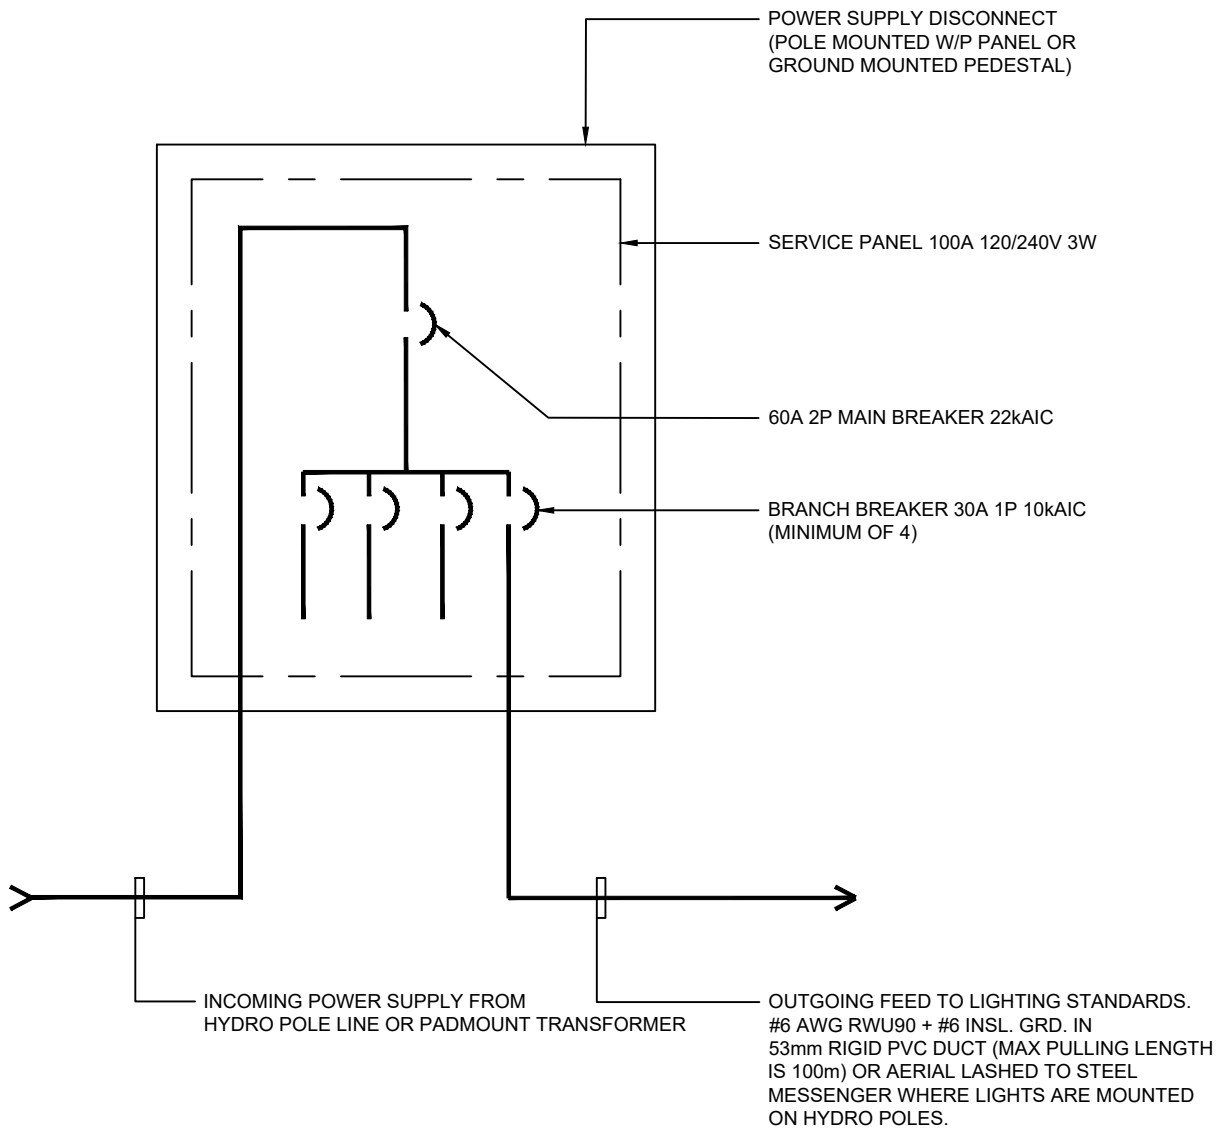 POWER SUPPLY DISCONNECT
(POLE MOUNTED W/P PANEL OR
GROUND MOUNTED PEDESTAL)
SERVICE PANEL 100A 120/240V 3W
60A 2P MAIN BREAKER 22kAIC
BRANCH BREAKER 30A 1P 10kAIC
(MINIMUM OF 4)
INCOMING POWER SUPPLY FROM
HYDRO POLE LINE OR PADMOUNT TRANSFORMER
OUTGOING FEED TO LIGHTING STANDARDS.
#6 AWG RWU90 + #6 INSL. GRD. IN
53mm RIGID PVC DUCT (MAX PULLING LENGTH
IS 100m) OR AERIAL LASHED TO STEEL
MESSENGER WHERE LIGHTS ARE MOUNTED
ON HYDRO POLES.